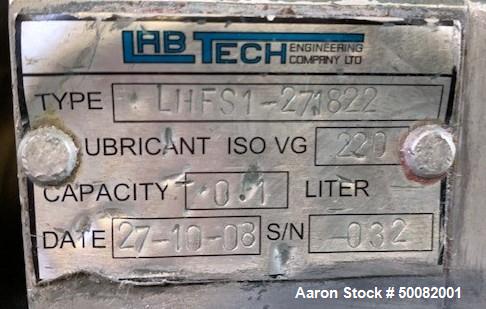 LABTECH ENGINEERING
COMPANY LTD
TYPE LHFS1-271822
UBRICANT ISO VG 220
CAPACITY 0.1 LITER
DATE 27-10-08 S/N 032
Aaron Stock # 50082001